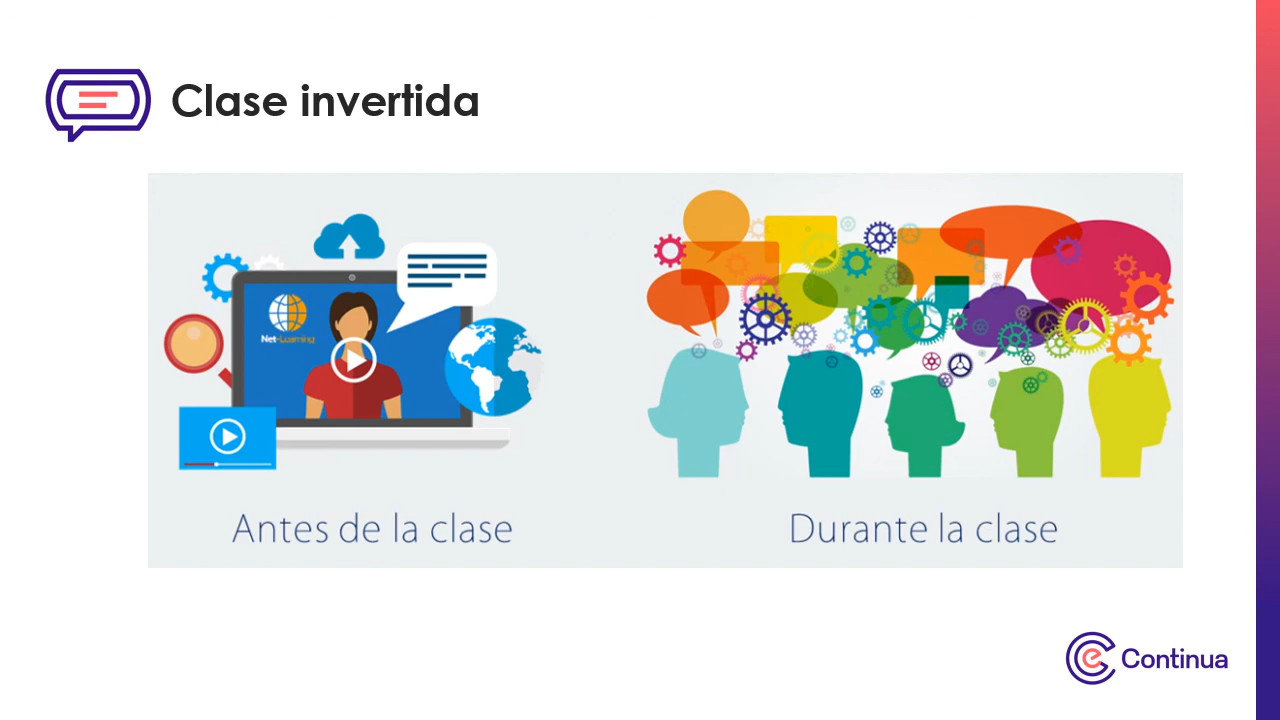 Clase invertida
Net-Learning
Antes de la clase
Durante la clase
Continua